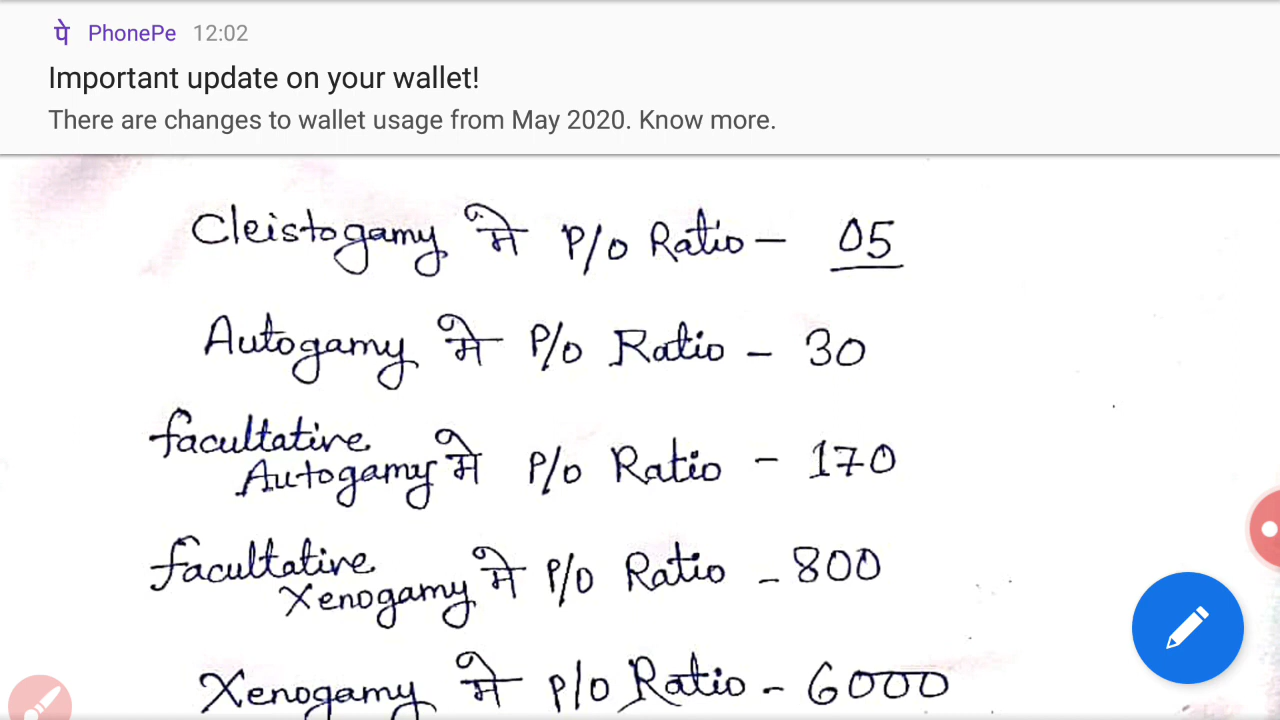 पे PhonePe 12:02
Important update on your wallet!
There are changes to wallet usage from May 2020. Know more.
Cleistogamy में P/O Ratio - 05
Autogamy में P/O Ratio - 30
facultative
Autogamy में P/O Ratio - 170
facultative
Xenogamy में P/O Ratio - 800
Xenogamy में P/O Ratio - 6000